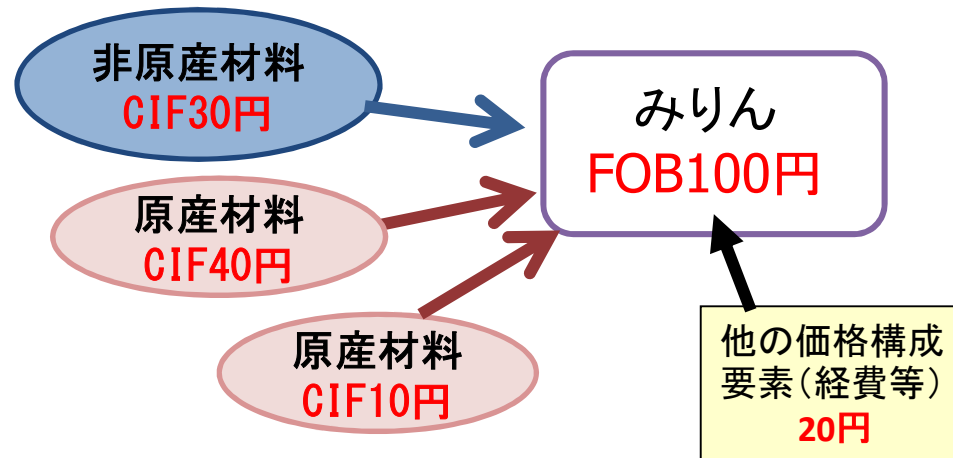 非原産材料
CIF30円
みりん
FOB100円
原産材料
CIF40円
原産材料
CIF10円
他の価格構成
要素（経費等）
20円